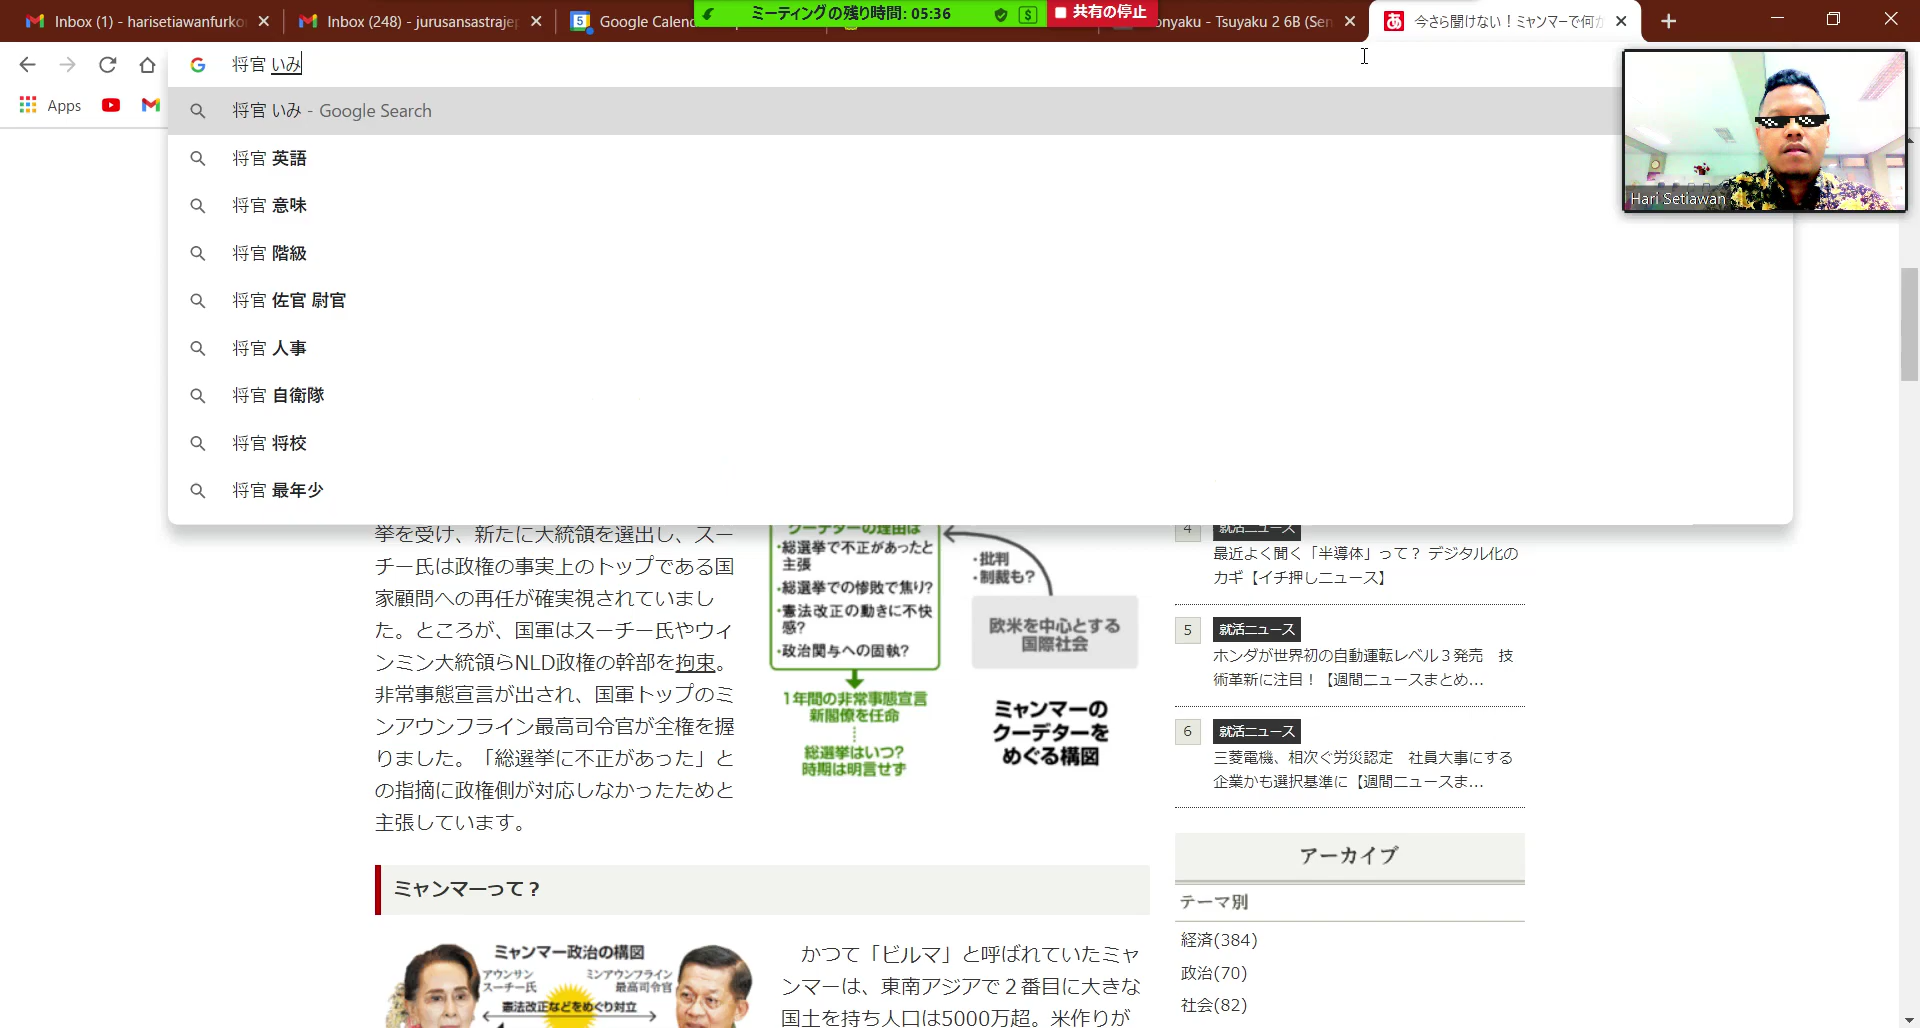 Inbox (1) - harisetiawanfurko
Inbox (248) - jurusansastrajep
Google Calend
ミーティングの残り時間: 05:36
共有の停止
onyaku - Tsuyaku 2 6B (Sen
今さら聞けない！ミャンマーで何か
将官 いみ
Apps
将官 いみ - Google Search
将官 英語
将官 意味
将官 階級
将官 佐官 尉官
将官 人事
将官 自衛隊
将官 将校
将官 最年少
Hari Setiawan
挙を受け、新たに大統領を選出し、スー
チー氏は政権の事実上のトップである国
家顧問への再任が確実視されていまし
た。ところが、国軍はスーチー氏やウィ
ンミン大統領らNLD政権の幹部を拘束。
非常事態宣言が出され、国軍トップのミ
ンアウンフライン最高司令官が全権を握
りました。「総選挙に不正があった」と
の指摘に政権側が対応しなかったためと
主張しています。
クーデターの理由は
・総選挙で不正があったと
主張
・総選挙での惨敗で焦り?
・憲法改正の動きに不快
感?
・政治関与への固執?
1年間の非常事態宣言
新閣僚を任命
総選挙はいつ?
時期は明言せず
・批判
・制裁も?
欧米を中心とする
国際社会
ミャンマーの
クーデターを
めぐる構図
4 就活ニュース
最近よく聞く「半導体」って？ デジタル化の
カギ【イチ押しニュース】
5 就活ニュース
ホンダが世界初の自動運転レベル３発売　技
術革新に注目！【週間ニュースまとめ...
6 就活ニュース
三菱電機、相次ぐ労災認定　社員大事にする
企業かも選択基準に【週間ニュースま...
アーカイブ
テーマ別
経済(384)
政治(70)
社会(82)
ミャンマーって？
ミャンマー政治の構図
アウンサン
スーチー氏
ミンアウンフライン
最高司令官
憲法改正などをめぐり対立
かつて「ビルマ」と呼ばれていたミャ
ンマーは、東南アジアで２番目に大きな
国土を持ち人口は5000万超。米作りが